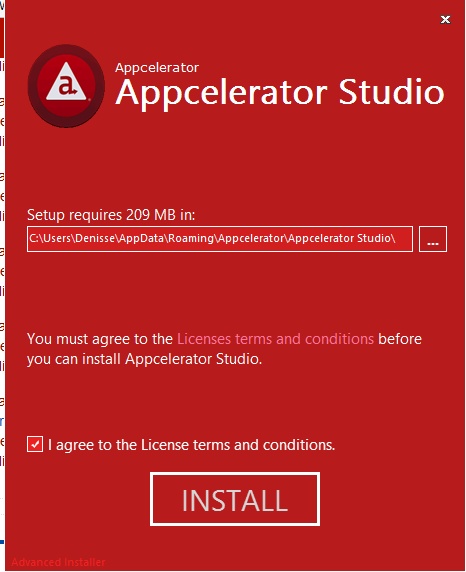 Appcelerator
Appcelerator Studio
Setup requires 209 MB in:
C:\Users\Denisse\AppData\Roaming\Appcelerator\Appcelerator Studio\
...
You must agree to the Licenses terms and conditions before
you can install Appcelerator Studio.
I agree to the License terms and conditions.
INSTALL
Advanced Installer